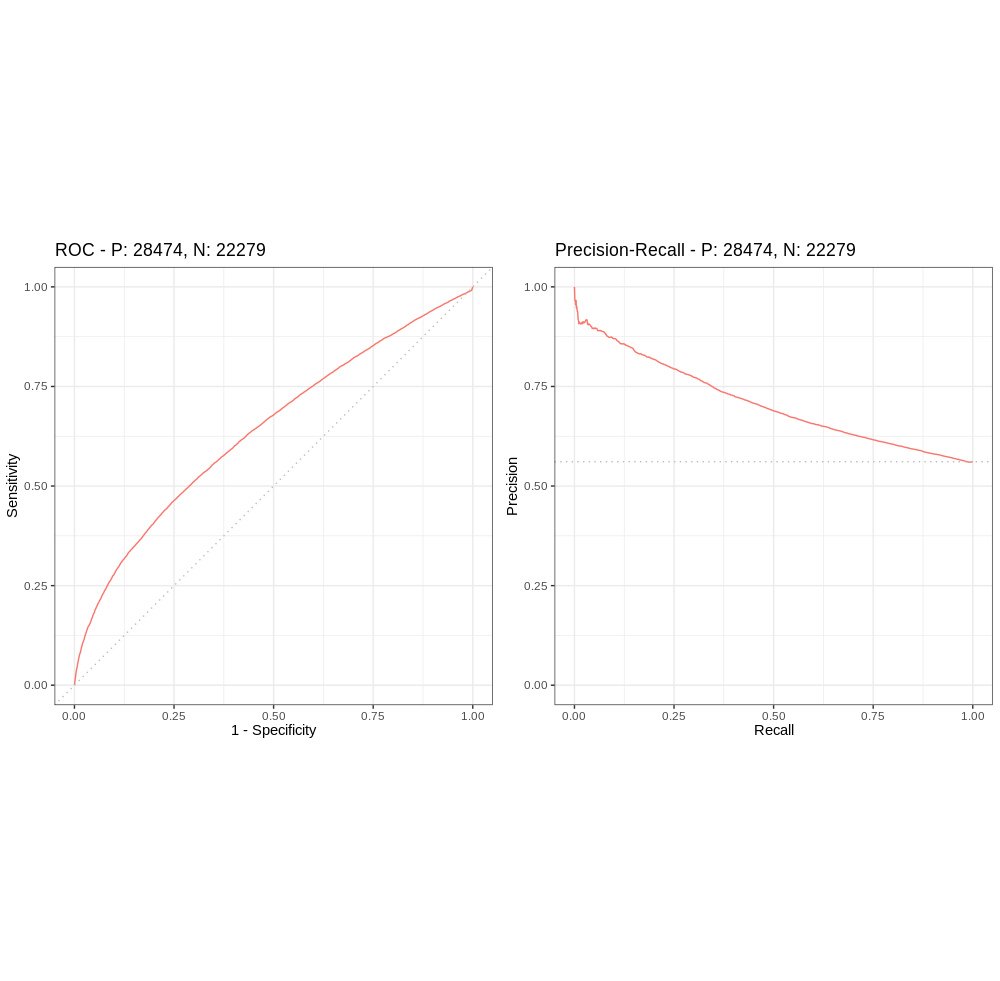 ROC - P: 28474, N: 22279
1.00
0.75
0.50
0.25
0.00
Sensitivity
0.00 0.25 0.50 0.75 1.00
1 - Specificity
Precision-Recall - P: 28474, N: 22279
1.00
0.75
0.50
0.25
0.00
Precision
0.00 0.25 0.50 0.75 1.00
Recall